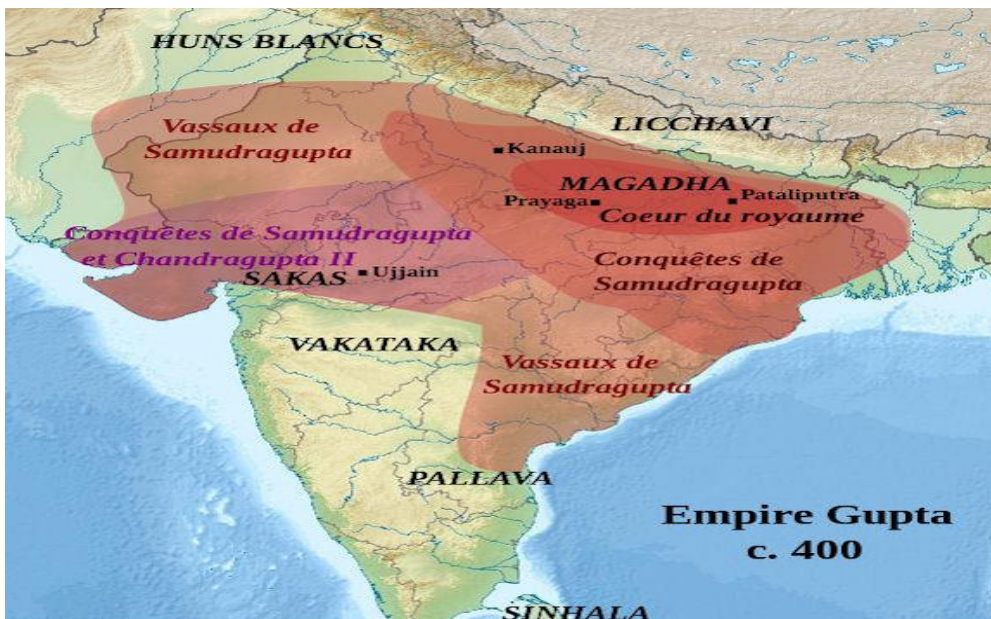 HUNS BLANCS
Vassaux de
Samudragupta
LICCHAVI
Kanauj
MAGADHA
Pataliputra
Prayaga
Coeur du royaume
Conquêtes de Samudragupta
et Chandragupta II
SAKAS
Ujjain
Conquêtes de
Samudragupta
VAKATAKA
Vassaux de
Samudragupta
PALLAVA
Empire Gupta
c. 400
SINHALA